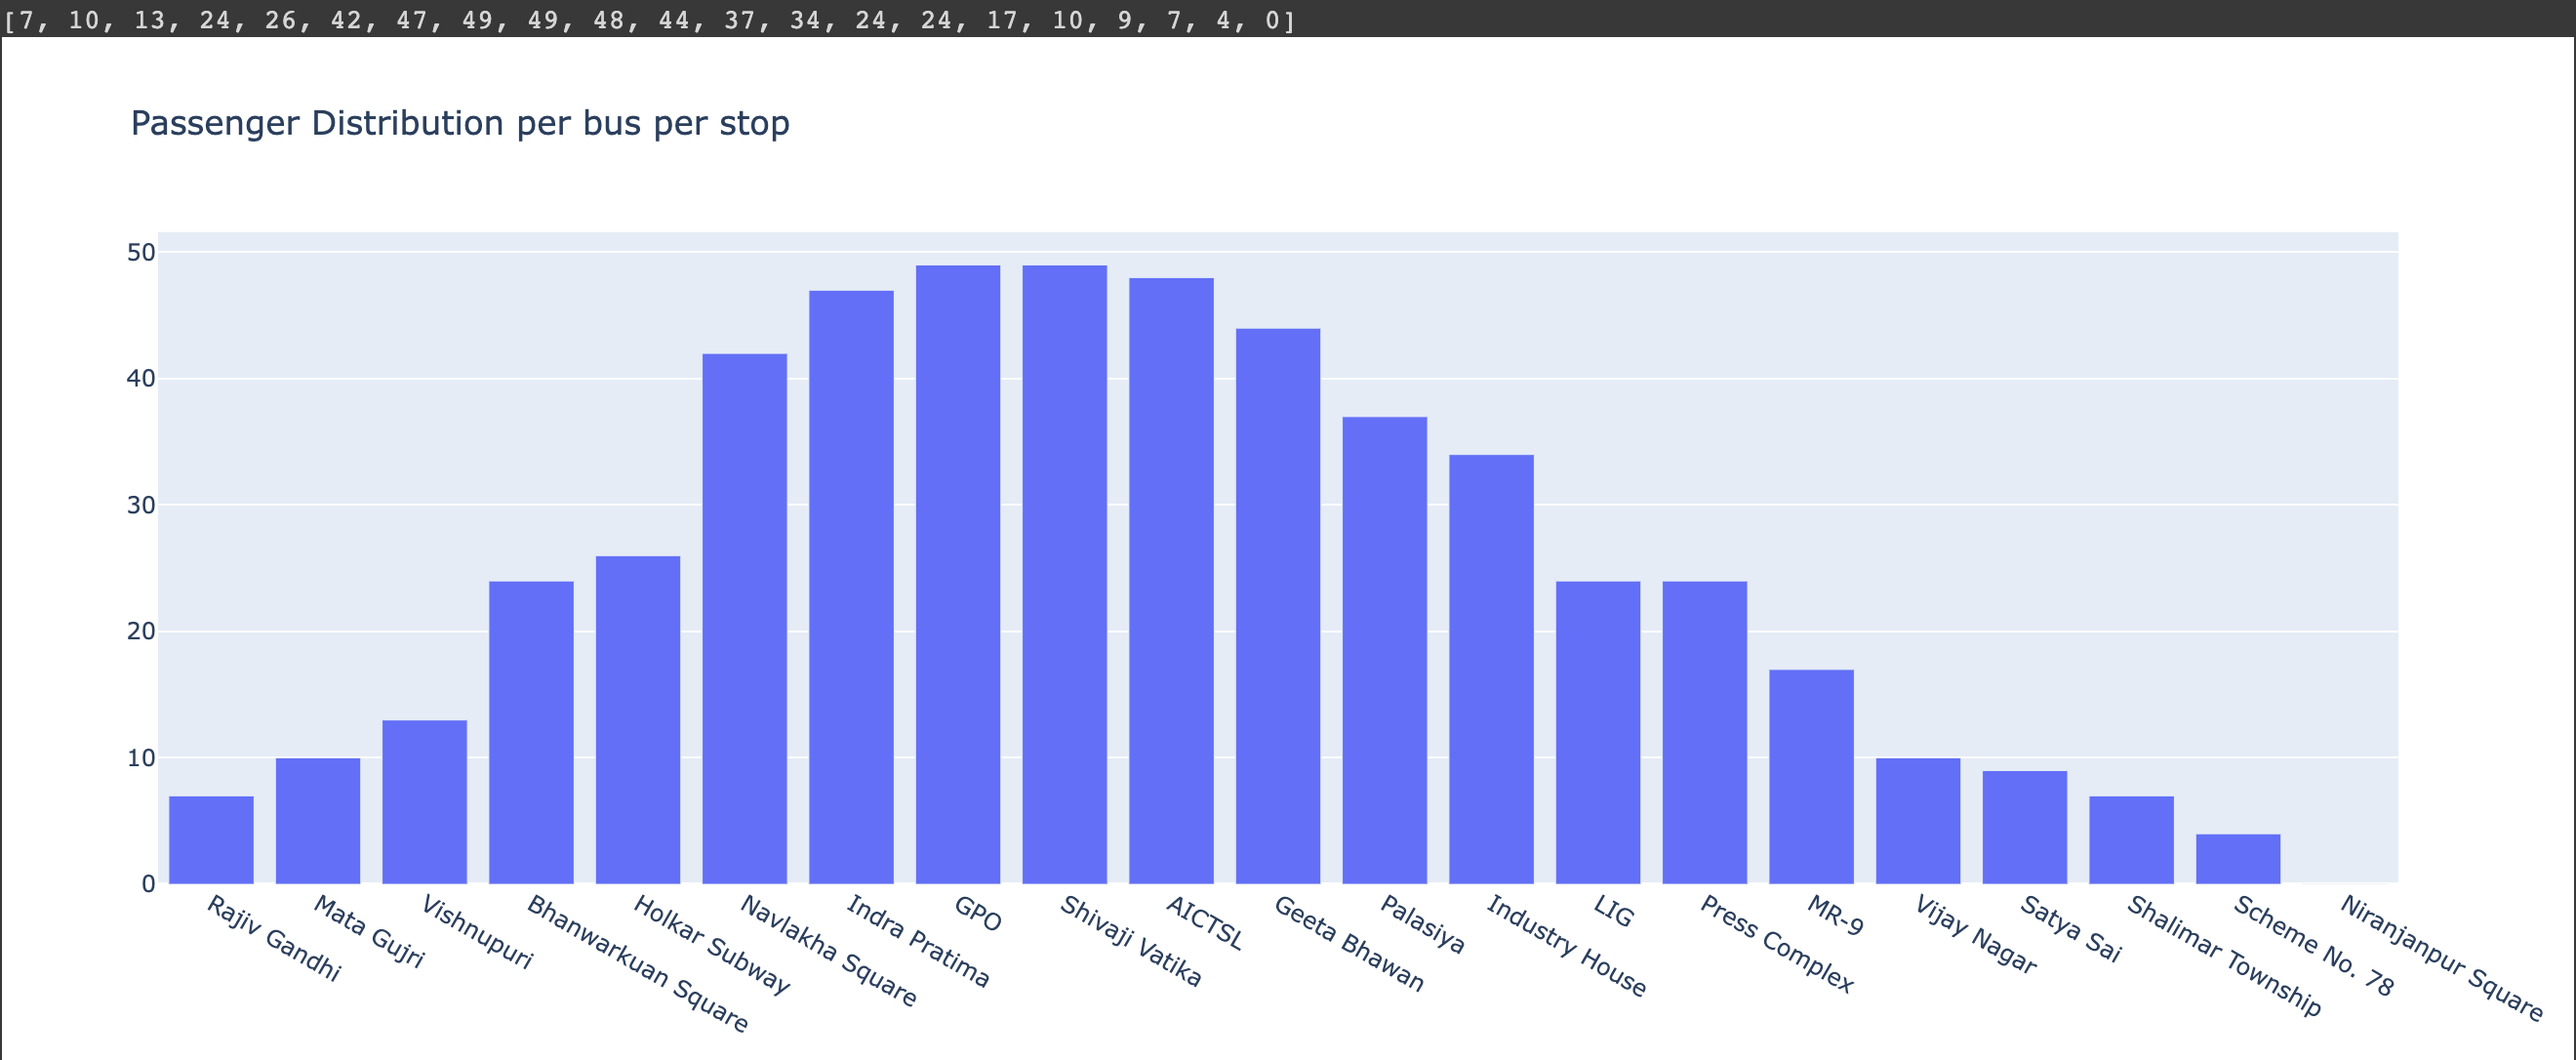 [7, 10, 13, 24, 26, 42, 47, 49, 49, 48, 44, 37, 34, 24, 24, 17, 10, 9, 7, 4, 0]
Passenger Distribution per bus per stop
50
40
30
20
10
0
Rajiv Gandhi
Mata Gujri
Vishnupuri
Bhanwarkuan Square
Holkar Subway
Navlakha Square
Indra Pratima
GPO
Shivaji Vatika
AICTSL
Geeta Bhawan
Palasiya
Industry House
LIG
Press Complex
MR-9
Vijay Nagar
Satya Sai
Shalimar Township
Scheme No. 78
Niranjanpur Square